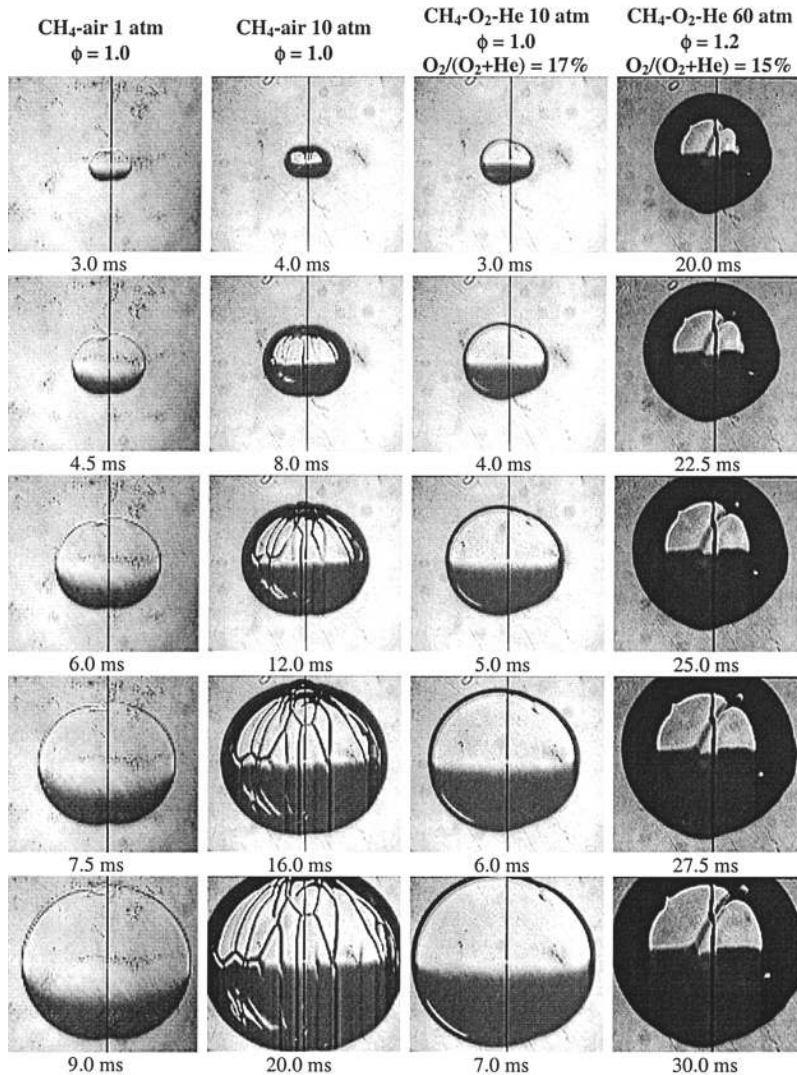 CH₄-air 1 atm
ϕ = 1.0
CH₄-air 10 atm
ϕ = 1.0
CH₄-O₂-He 10 atm
ϕ = 1.0
O₂/(O₂+He) = 17%
CH₄-O₂-He 60 atm
ϕ = 1.2
O₂/(O₂+He) = 15%
3.0 ms
4.0 ms
3.0 ms
20.0 ms
4.5 ms
8.0 ms
4.0 ms
22.5 ms
6.0 ms
12.0 ms
5.0 ms
25.0 ms
7.5 ms
16.0 ms
6.0 ms
27.5 ms
9.0 ms
20.0 ms
7.0 ms
30.0 ms